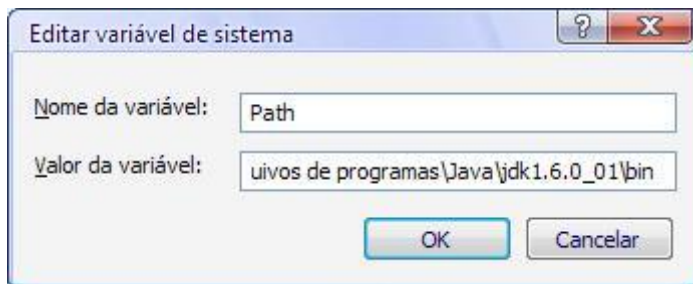 Editar variável de sistema
Nome da variável: Path
Valor da variável: uivos de programas\Java\jdk1.6.0_01\bin
OK Cancelar